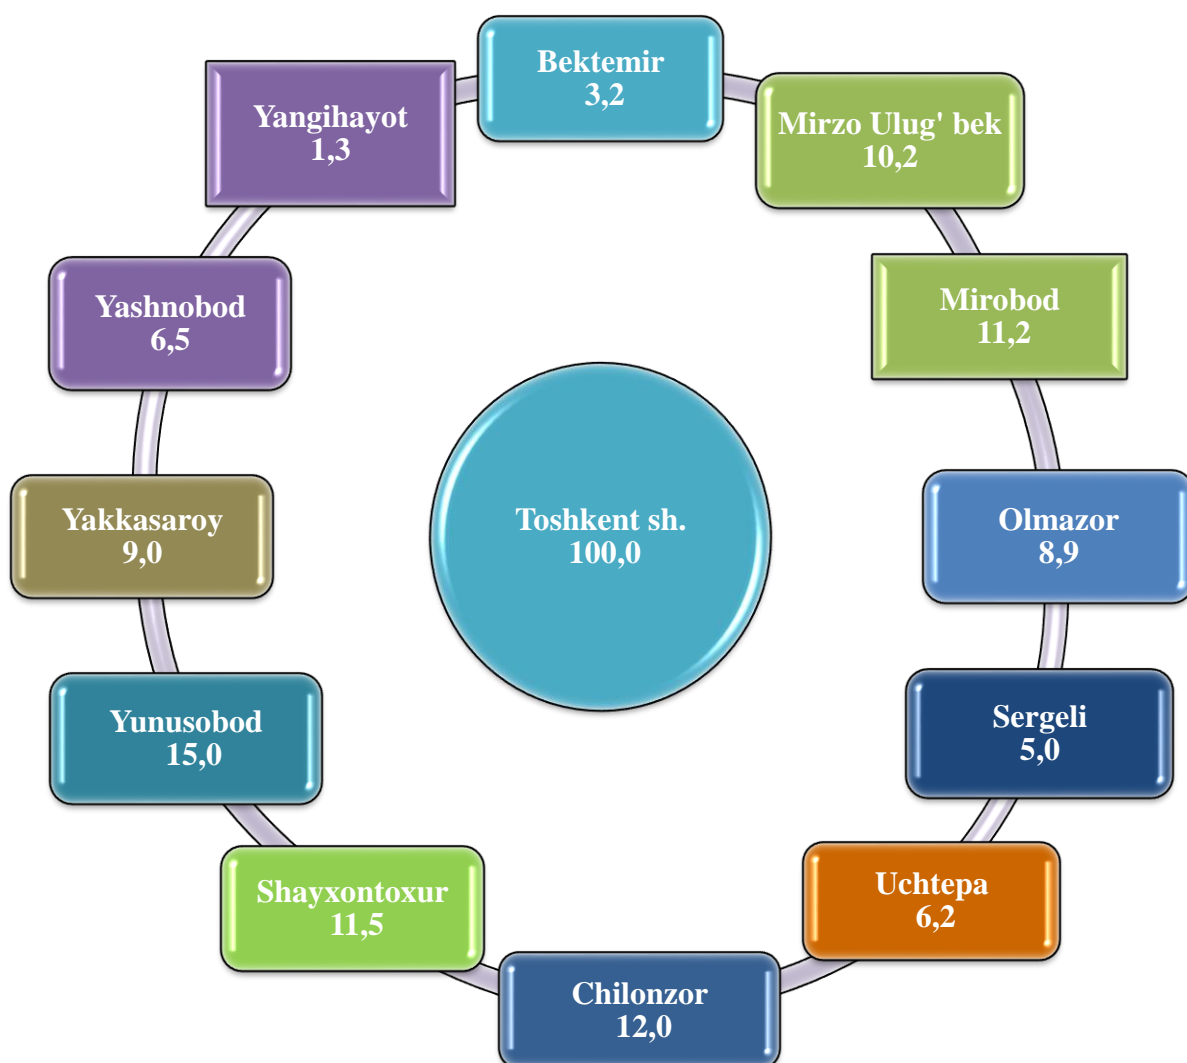 Bektemir
3,2
Mirzo Ulug' bek
10,2
Mirobod
11,2
Olmazor
8,9
Sergeli
5,0
Uchtepa
6,2
Chilonzor
12,0
Shayxontoxur
11,5
Yunusobod
15,0
Yakkasaroy
9,0
Yashnobod
6,5
Yangihayot
1,3
Toshkent sh.
100,0